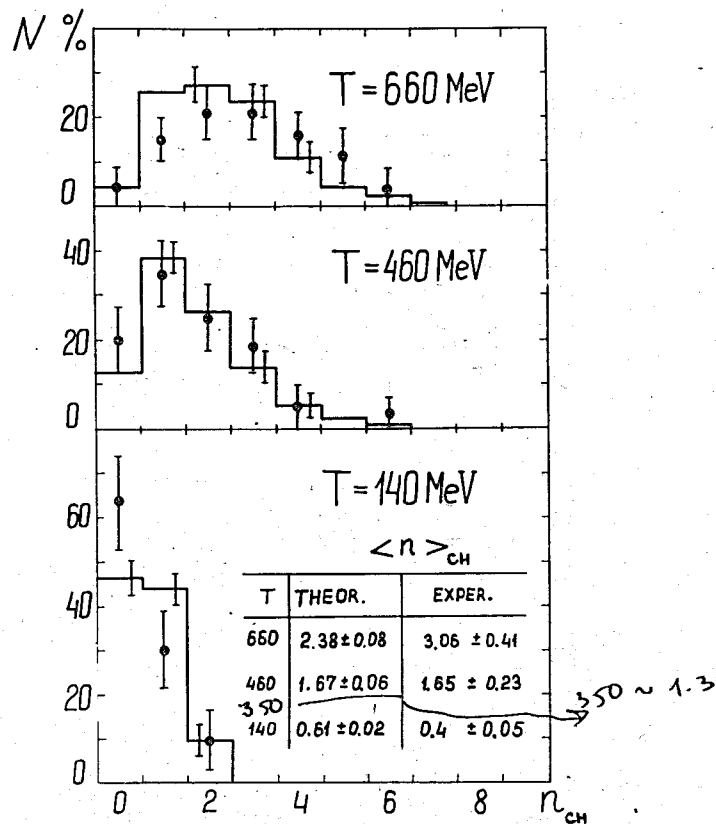 N %
T = 660 MeV
20
0
T = 460 MeV
40
20
0
T = 140 MeV
60
40
20
0
<n>CH
T THEOR. EXPER.
660 2.38 ± 0.08 3.06 ± 0.41
460 1.67 ± 0.06 1.65 ± 0.23
350
350 ~ 1.3
140 0.61 ± 0.02 0.4 ± 0.05
0 2 4 6 8 nCH